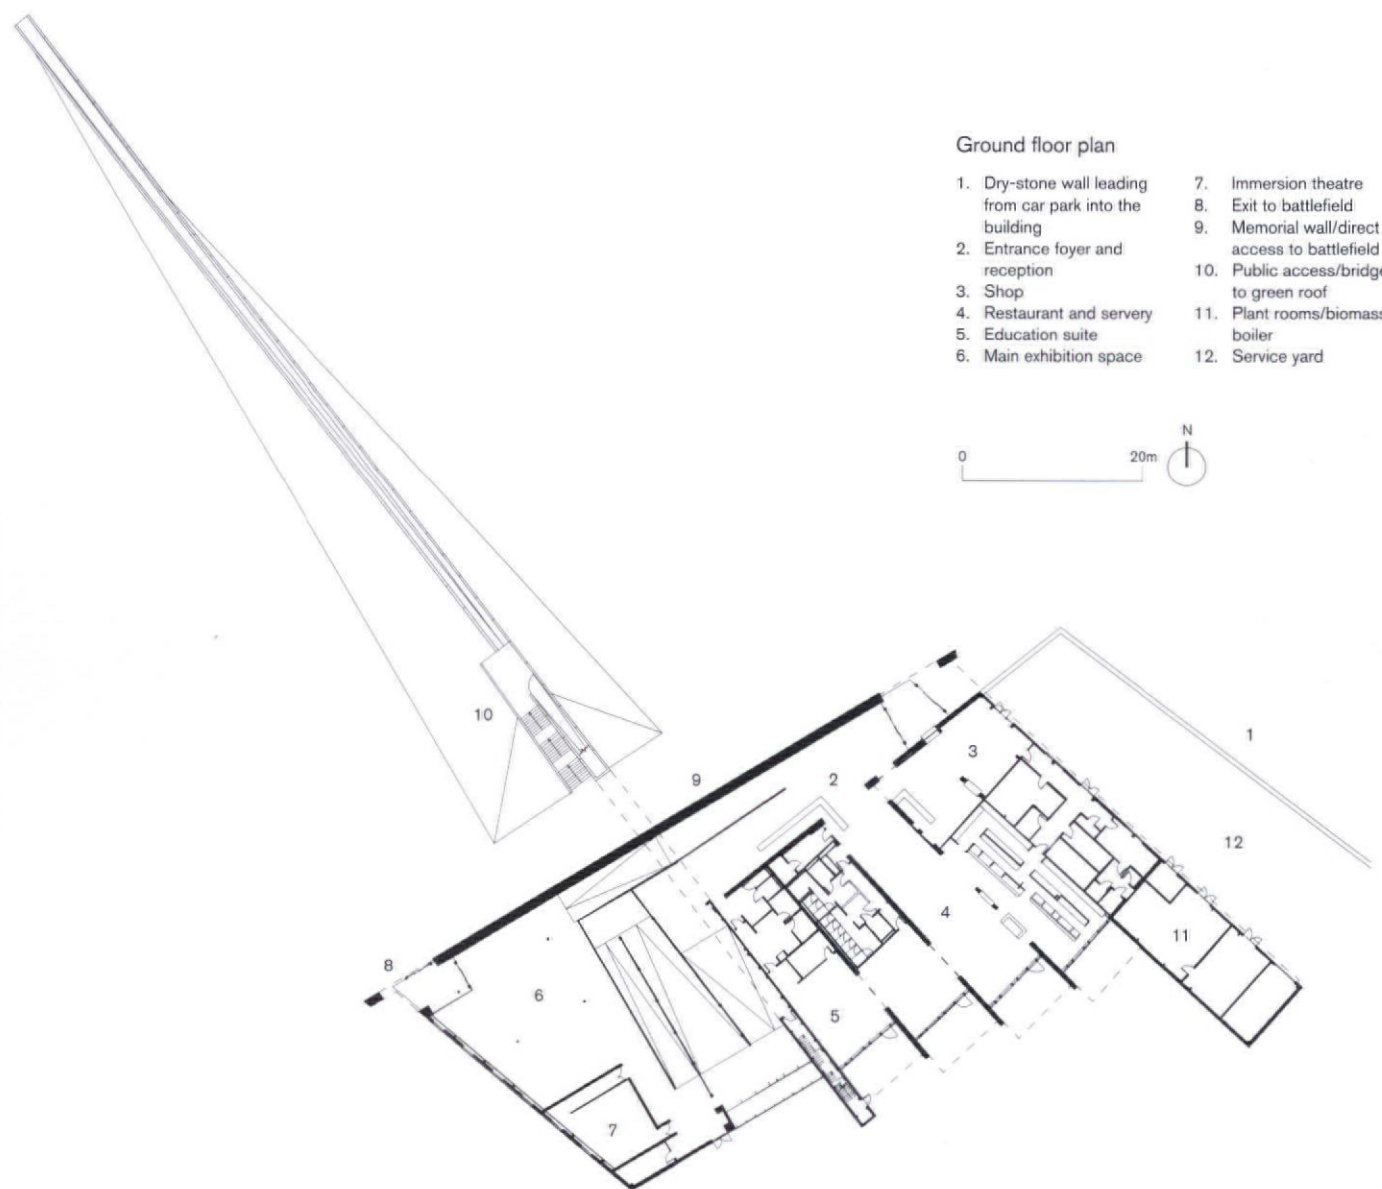 Ground floor plan
1. Dry-stone wall leading
from car park into the
building
2. Entrance foyer and
reception
3. Shop
4. Restaurant and servery
5. Education suite
6. Main exhibition space
7. Immersion theatre
8. Exit to battlefield
9. Memorial wall/direct
access to battlefield
10. Public access/bridge
to green roof
11. Plant rooms/biomass
boiler
12. Service yard
N
0 20m
10
9
2
3
1
12
4
11
8
6
5
7